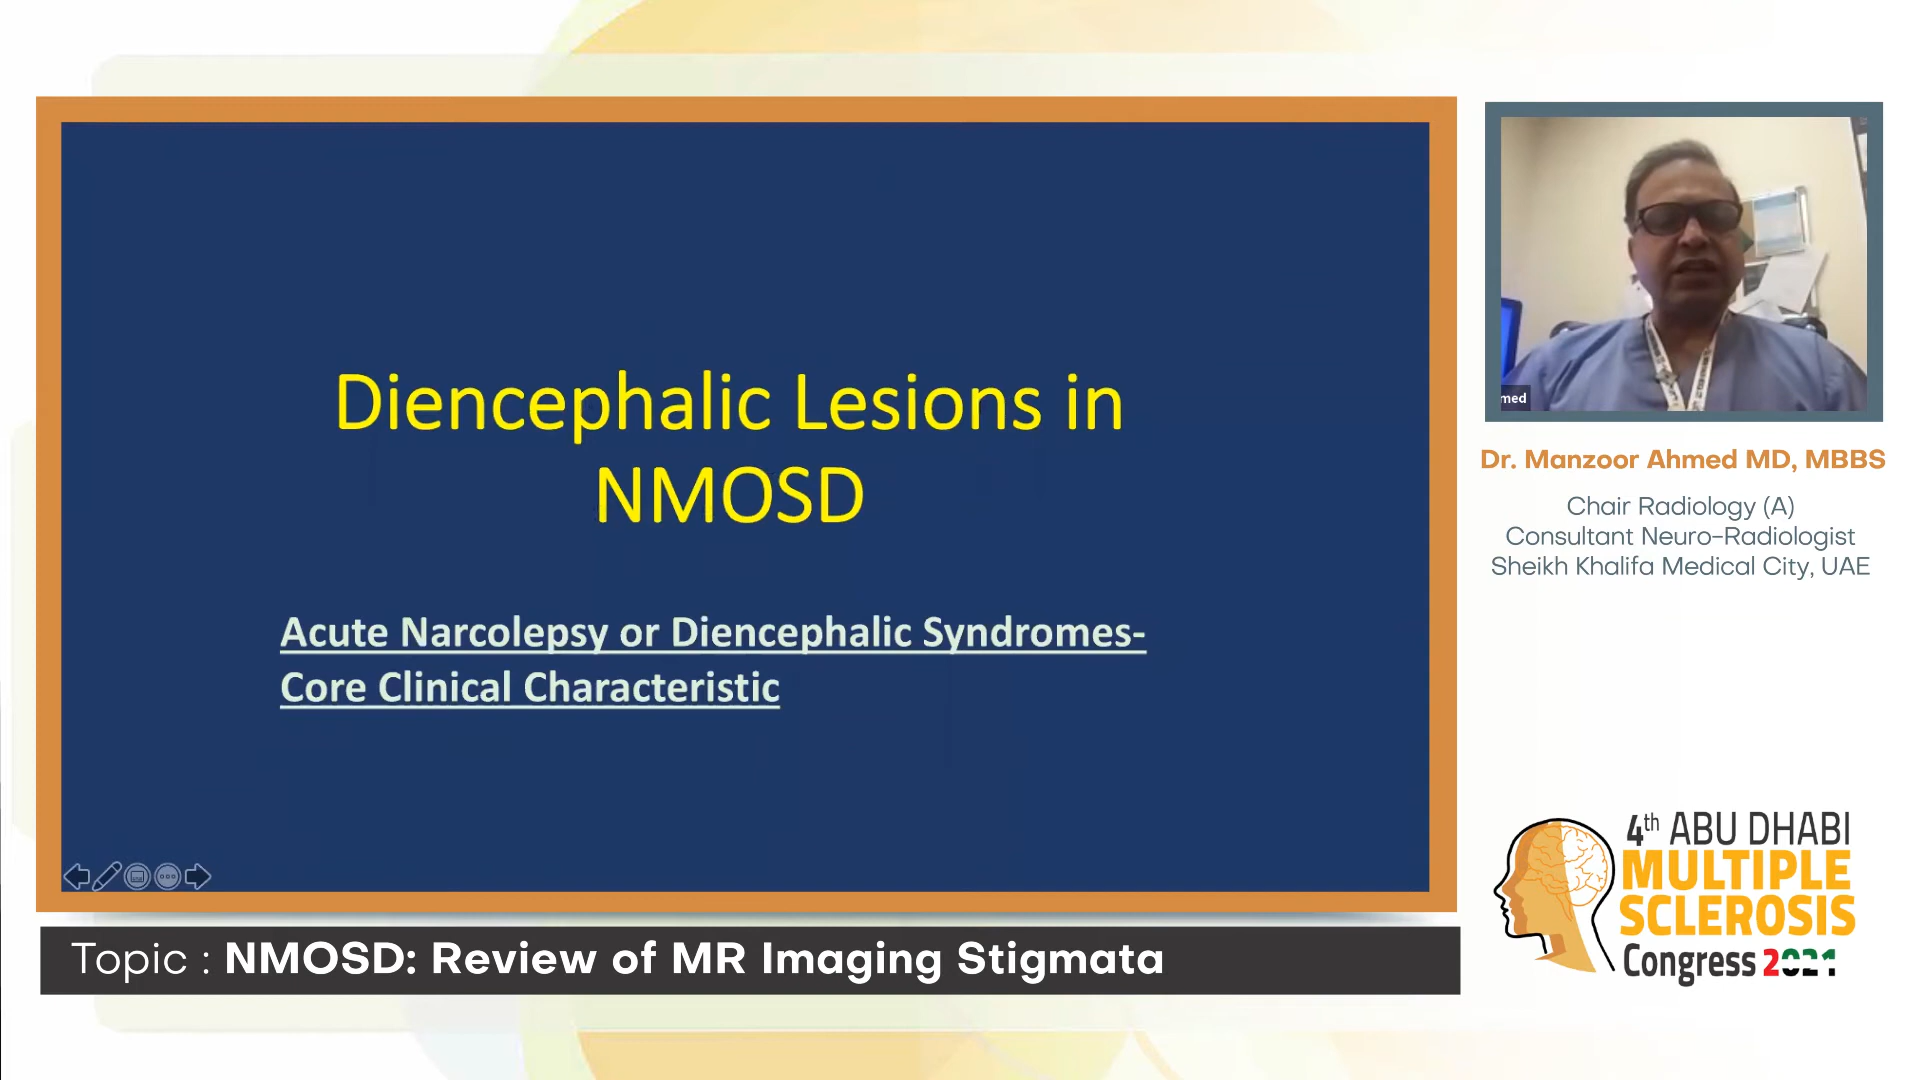 Diencephalic Lesions in
NMOSD
Acute Narcolepsy or Diencephalic Syndromes-
Core Clinical Characteristic
med
Dr. Manzoor Ahmed MD, MBBS
Chair Radiology (A)
Consultant Neuro-Radiologist
Sheikh Khalifa Medical City, UAE
4th ABU DHABI
MULTIPLE
SCLEROSIS
Congress 2021
Topic : NMOSD: Review of MR Imaging Stigmata